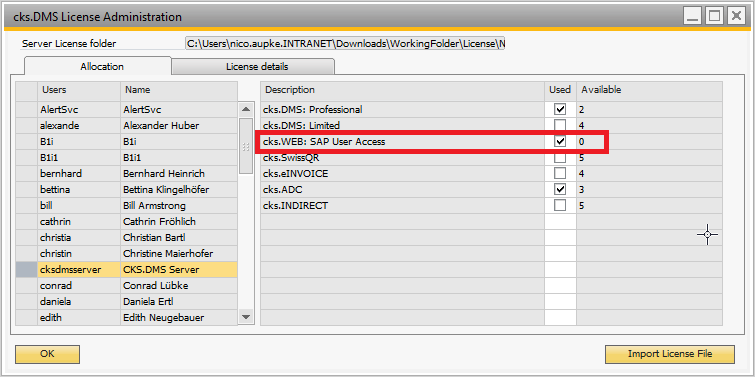 cks.DMS License Administration
Server License folder C:\Users\nico.aupke.INTRANET\Downloads\WorkingFolder\License\N
Allocation License details
Users Name
AlertSvc AlertSvc
alexande Alexander Huber
B1i B1i
B1i1 B1i1
bernhard Bernhard Heinrich
bettina Bettina Klingelhöfer
bill Bill Armstrong
cathrin Cathrin Fröhlich
christia Christian Bartl
christin Christine Maierhofer
cksdmsserver CKS.DMS Server
conrad Conrad Lübke
daniela Daniela Ertl
edith Edith Neugebauer
Description Used Available
cks.DMS: Professional 2
cks.DMS: Limited 4
cks.WEB: SAP User Access 0
cks.SwissQR 5
cks.eINVOICE 4
cks.ADC 3
cks.INDIRECT 5
OK Import License File